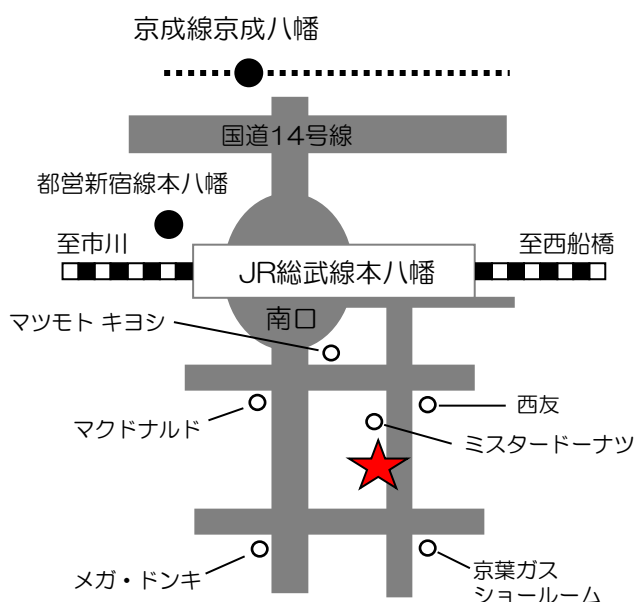 京成線京成八幡
国道14号線
都営新宿線本八幡
至市川
至西船橋
JR総武線本八幡
南口
マツモト キヨシ
西友
マクドナルド
ミスタードーナツ
メガ・ドンキ
京葉ガス
ショールーム